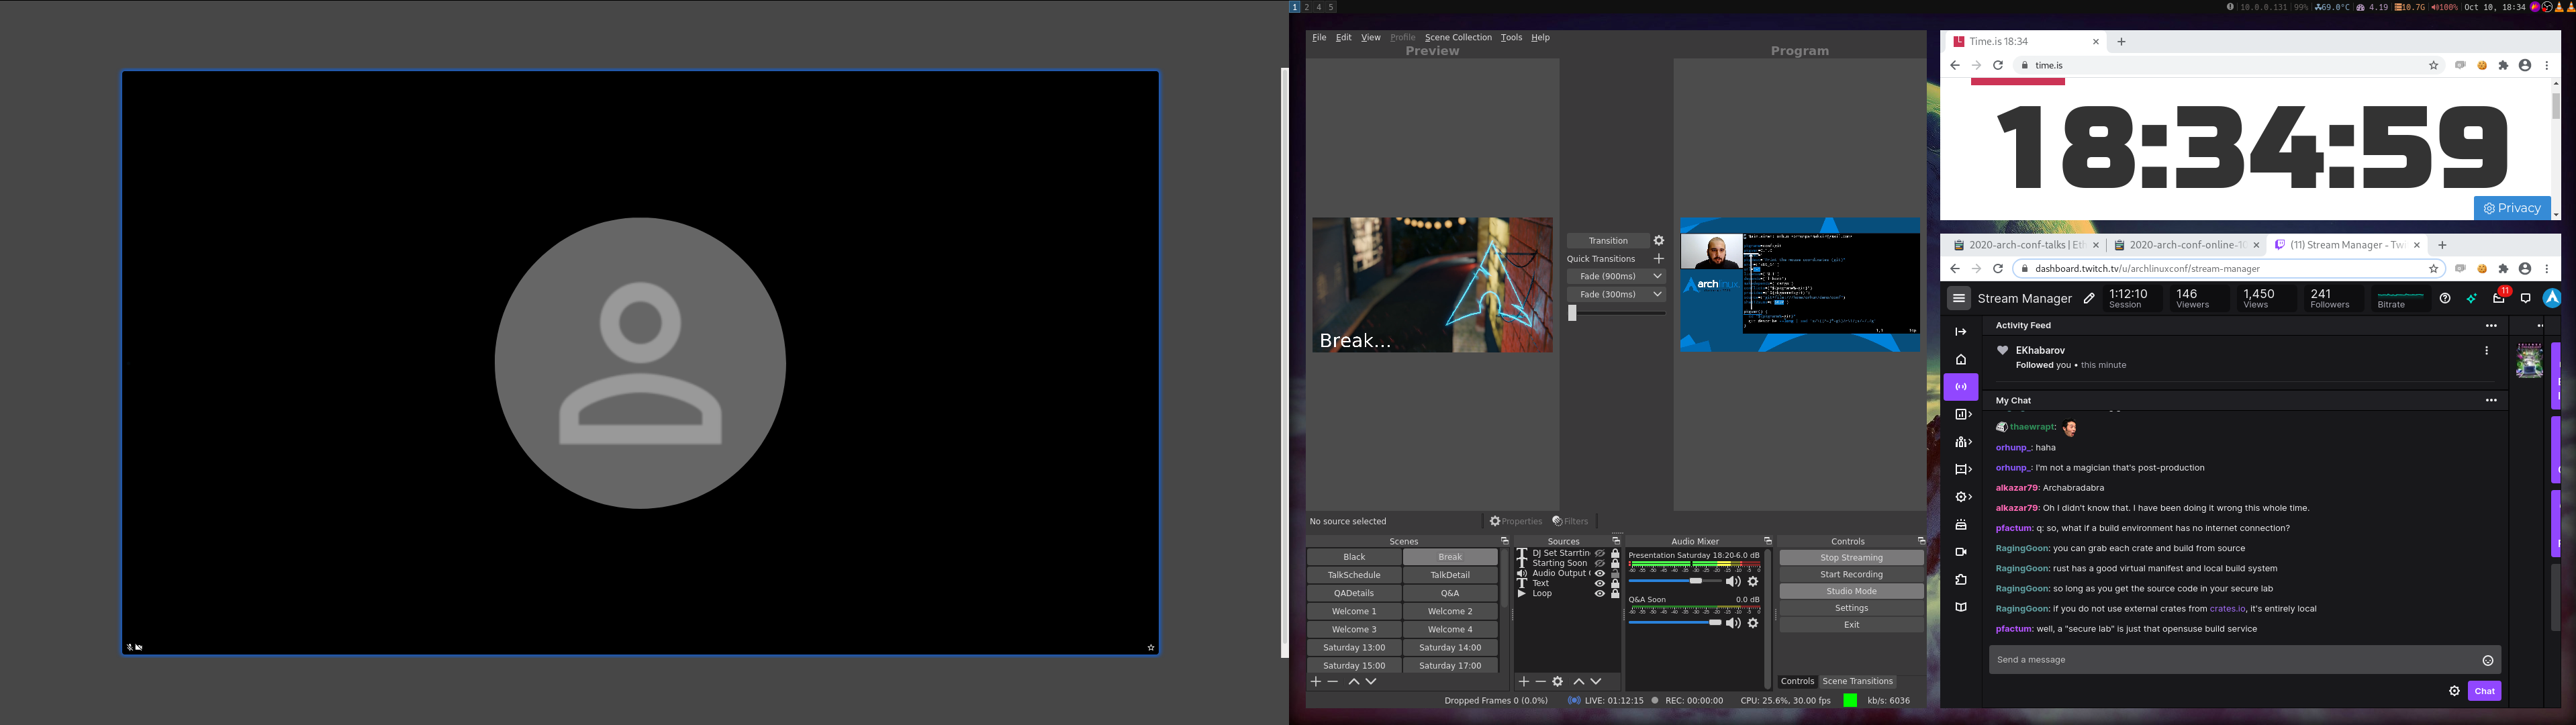 1 2 4 5
10.0.0.131 99% 69.0°C 4.19 10.7G 100% Oct 10, 18:34
File Edit View Profile Scene Collection Tools Help
Preview
Program
Break...
archlinux
Transition
Quick Transitions
Fade (900ms)
Fade (300ms)
No source selected
Properties
Filters
Scenes
Black
Break
TalkSchedule
TalkDetail
QADetails
Q&A
Welcome 1
Welcome 2
Welcome 3
Welcome 4
Saturday 13:00
Saturday 14:00
Saturday 15:00
Saturday 17:00
Sources
DJ Set Starrtin
Starting Soon
Audio Output (
Text
Loop
Audio Mixer
Presentation Saturday 18:20 -6.0 dB
Q&A Soon 0.0 dB
Controls
Stop Streaming
Start Recording
Studio Mode
Settings
Exit
Controls Scene Transitions
Dropped Frames 0 (0.0%) LIVE: 01:12:15 REC: 00:00:00 CPU: 25.6%, 30.00 fps kb/s: 6036
Time.is 18:34
time.is
18:34:59
Privacy
2020-arch-conf-talks | Et
2020-arch-conf-online-10
(11) Stream Manager - Tw
dashboard.twitch.tv/u/archlinuxconf/stream-manager
Stream Manager
1:12:10
Session
146
Viewers
1,450
Views
241
Followers
Bitrate
11
Activity Feed
EKhabarov
Followed you • this minute
My Chat
thaewrapt:
orhunp_: haha
orhunp_: I'm not a magician that's post-production
alkazar79: Archabradabra
alkazar79: Oh I didn't know that. I have been doing it wrong this whole time.
pfactum: q: so, what if a build environment has no internet connection?
RagingGoon: you can grab each crate and build from source
RagingGoon: rust has a good virtual manifest and local build system
RagingGoon: so long as you get the source code in your secure lab
RagingGoon: if you do not use external crates from crates.io, it's entirely local
pfactum: well, a "secure lab" is just that opensuse build service
Send a message
Chat